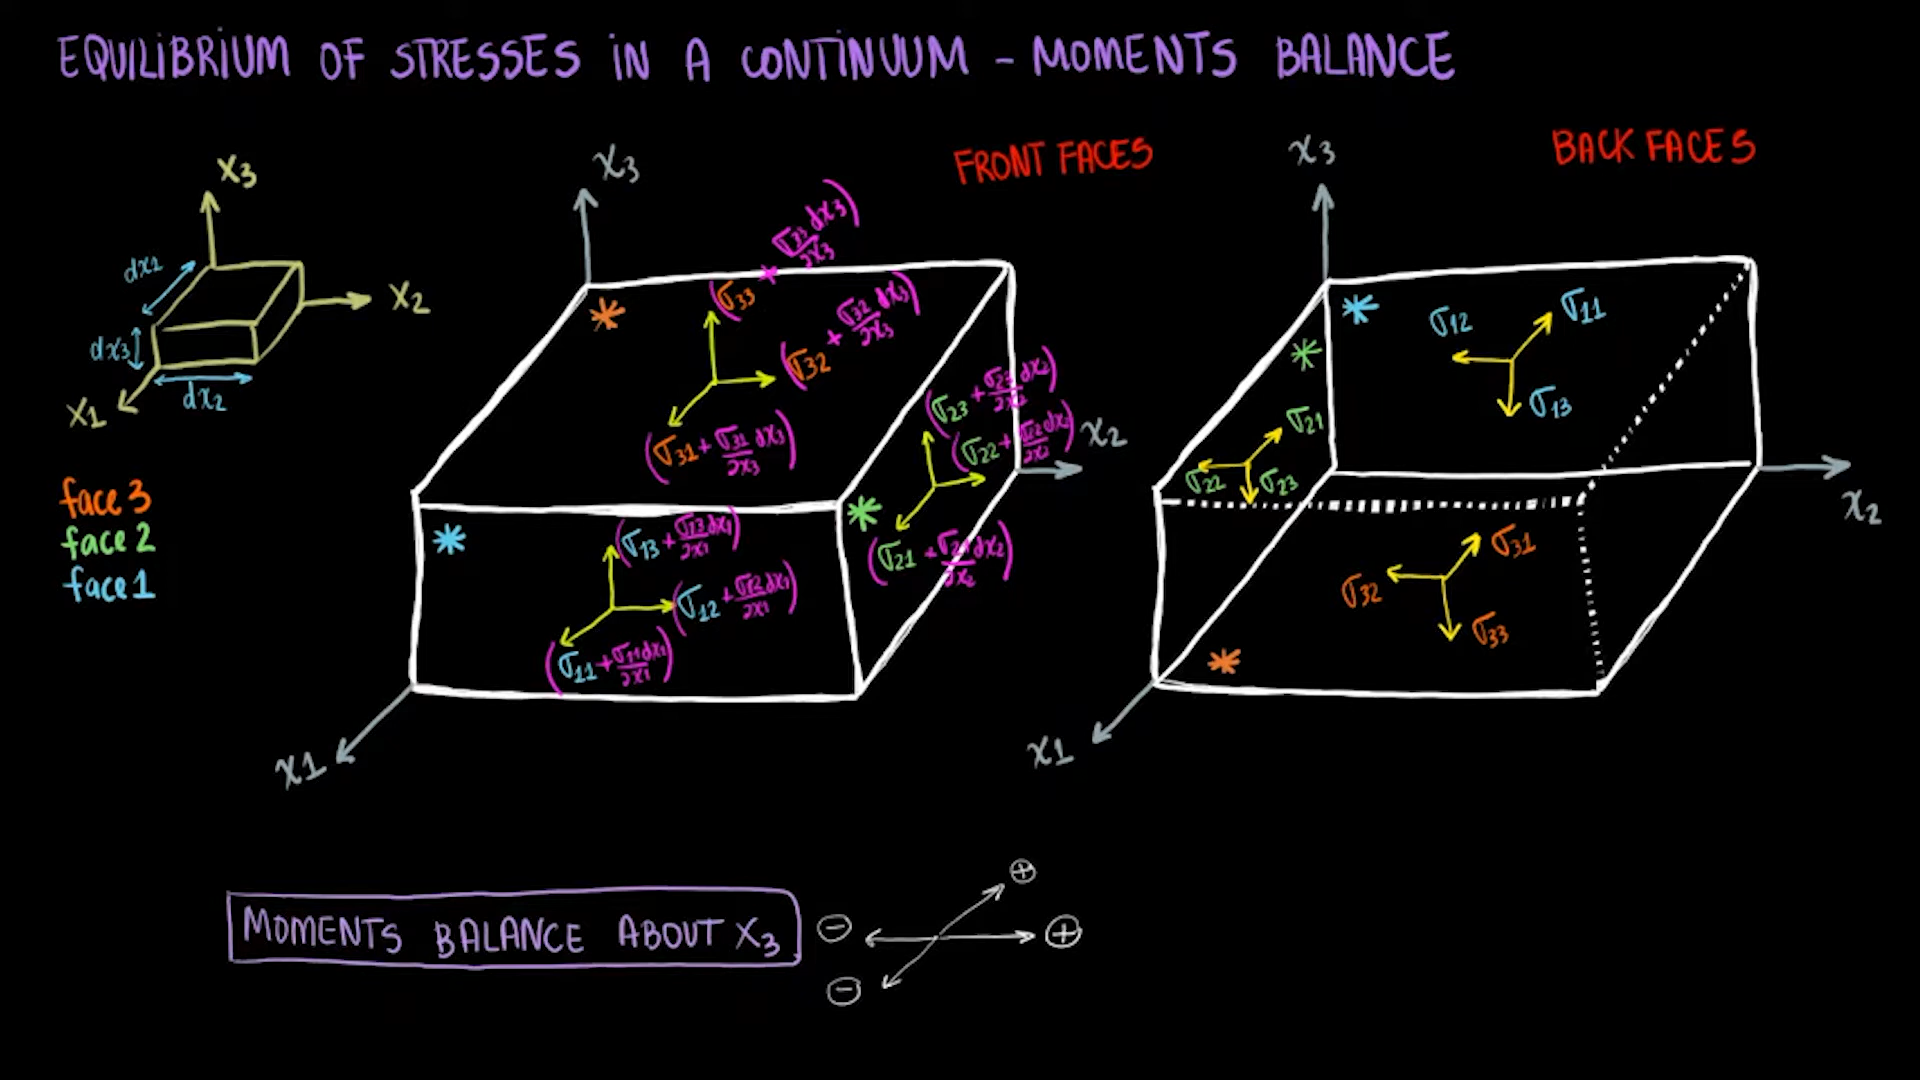 EQUILIBRIUM OF STRESSES IN A CONTINUUM - MOMENTS BALANCE
FRONT FACES
BACK FACES
X3
X2
X1
dx2
dx3
dx2
face 3
face 2
face 1
x3
x2
x1
(σ33 + σ33/∂x3 dx3)
(σ32 + σ32/∂x3 dx3)
(σ31 + σ31/∂x3 dx3)
(σ23 + σ23/∂x2 dx2)
(σ22 + σ22/∂x2 dx2)
(σ21 + σ21/∂x2 dx2)
(σ13 + σ13/∂x1 dx1)
(σ12 + σ12/∂x1 dx1)
(σ11 + σ11/∂x1 dx1)
x3
x2
x1
σ12
σ11
σ13
σ21
σ22
σ23
σ31
σ32
σ33
MOMENTS BALANCE ABOUT X3
+
- +
-